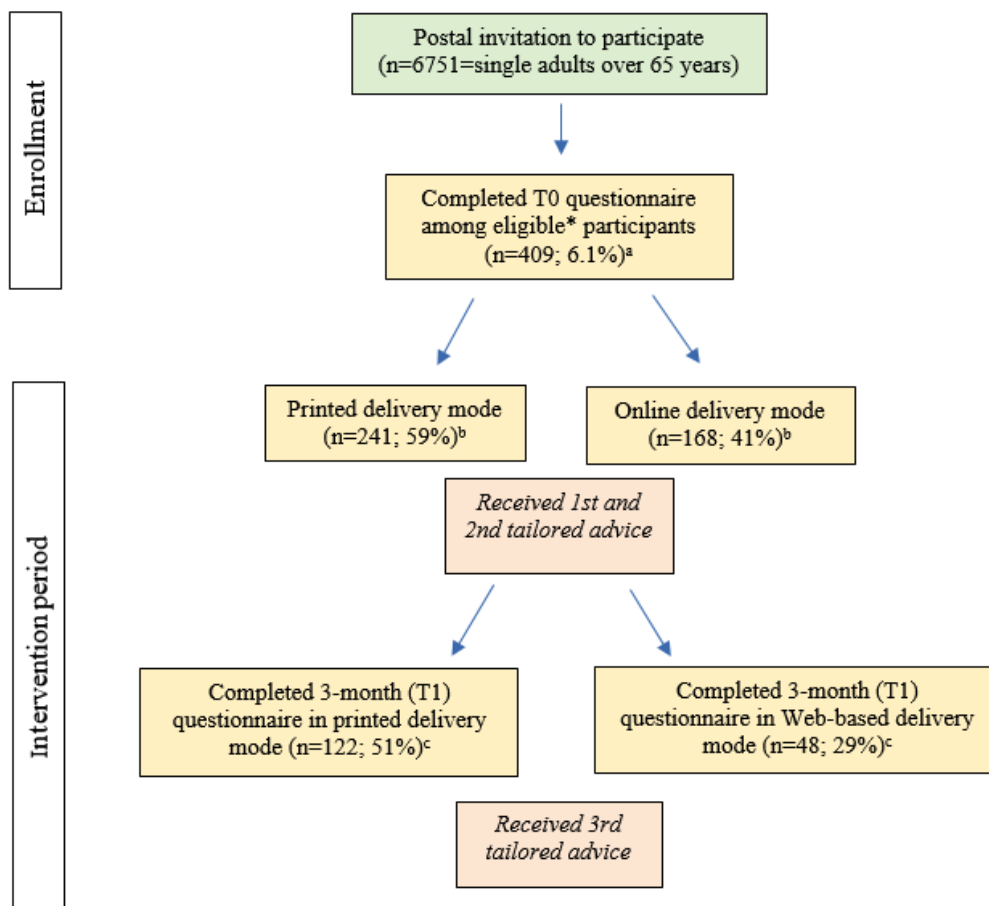 Enrollment
Postal invitation to participate
(n=6751=single adults over 65 years)
Completed T0 questionnaire
among eligible* participants
(n=409; 6.1%)ᵃ
Intervention period
Printed delivery mode
(n=241; 59%)ᵇ
Online delivery mode
(n=168; 41%)ᵇ
Received 1st and
2nd tailored advice
Completed 3-month (T1)
questionnaire in printed delivery
mode (n=122; 51%)ᶜ
Completed 3-month (T1)
questionnaire in Web-based delivery
mode (n=48; 29%)ᶜ
Received 3rd
tailored advice